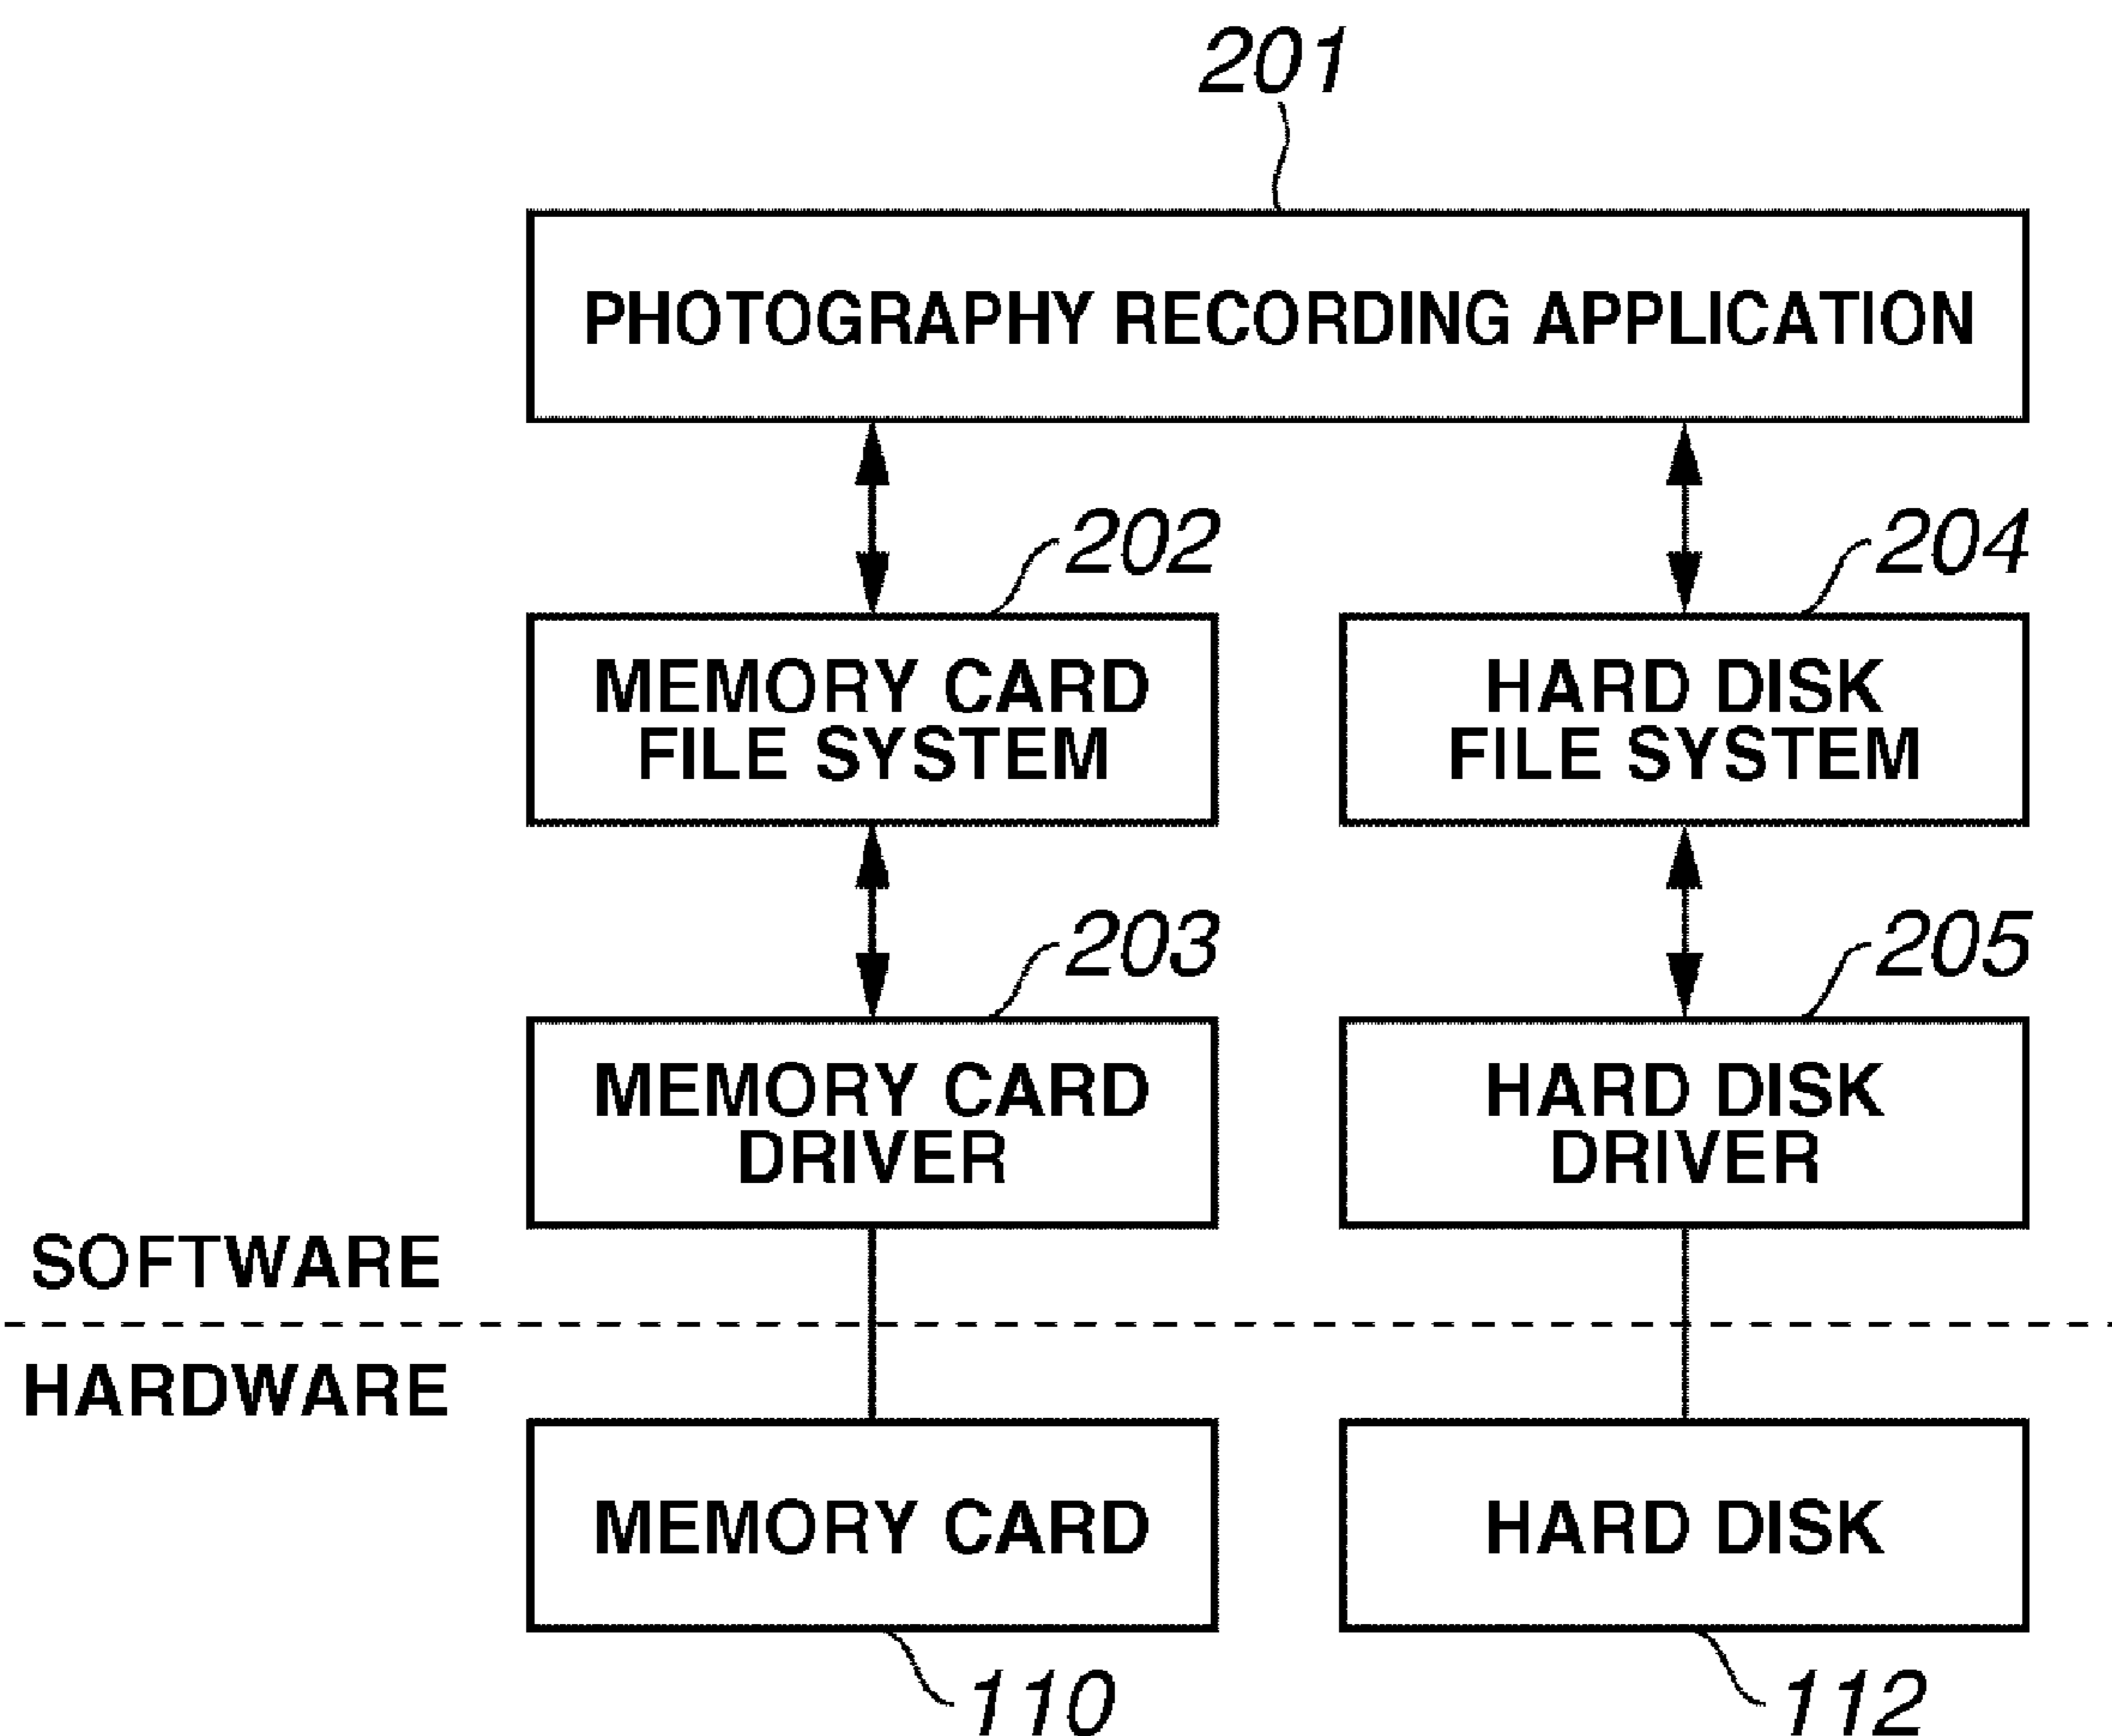 201
PHOTOGRAPHY RECORDING APPLICATION
202
204
MEMORY CARD
FILE SYSTEM
HARD DISK
FILE SYSTEM
203
205
MEMORY CARD
DRIVER
HARD DISK
DRIVER
SOFTWARE
HARDWARE
MEMORY CARD
HARD DISK
110
112